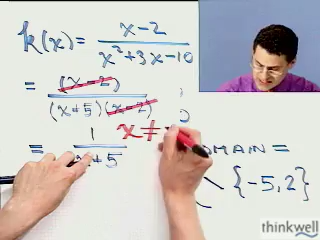 k(x) = x-2 / x²+3x-10
= (x-2) / (x+5)(x-2)
= 1 / x+5 x≠
DOMAIN =
\ {-5,2}
thinkwell